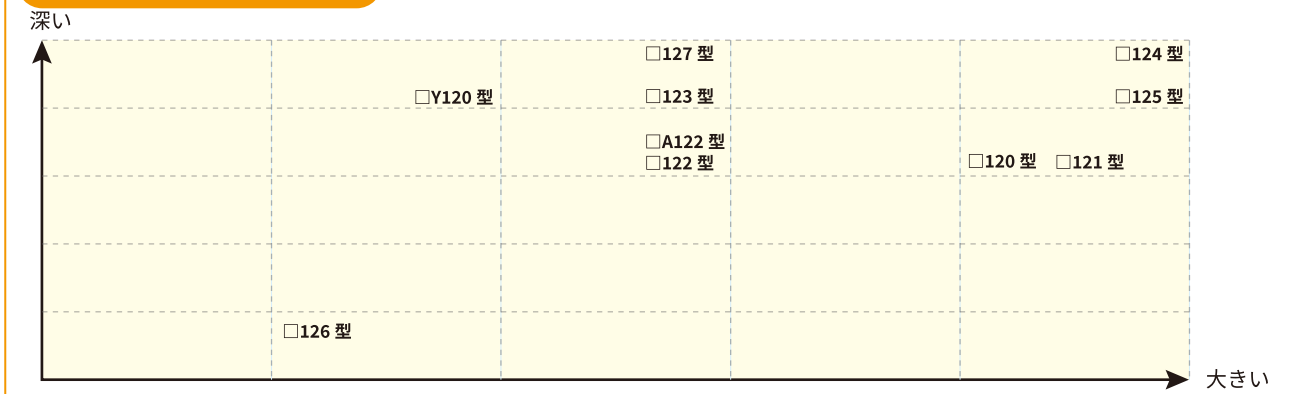 深い
□127 型
□124 型
□Y120 型
□123 型
□125 型
□A122 型
□122 型
□120 型
□121 型
□126 型
大きい